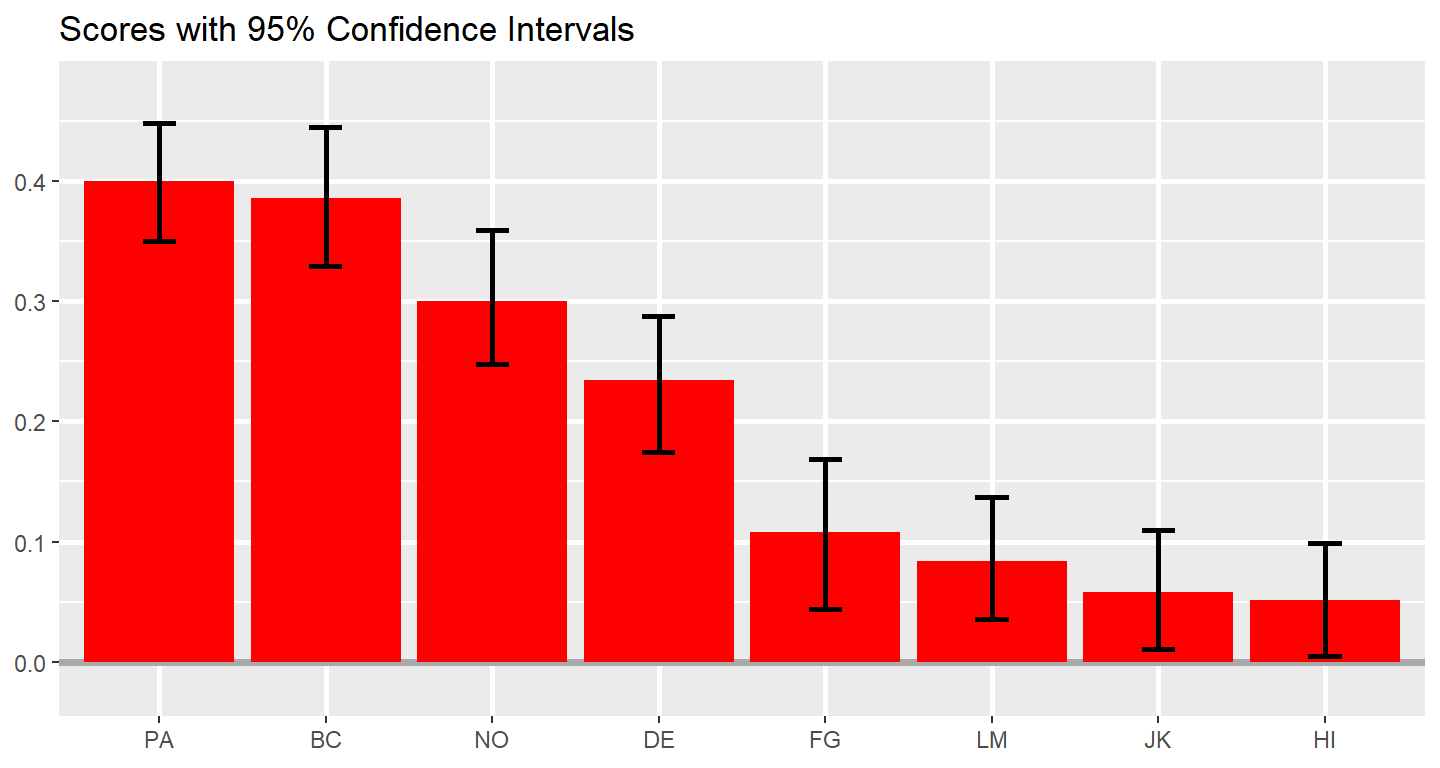 Scores with 95% Confidence Intervals
0.4
0.3
0.2
0.1
0.0
PA BC NO DE FG LM JK HI